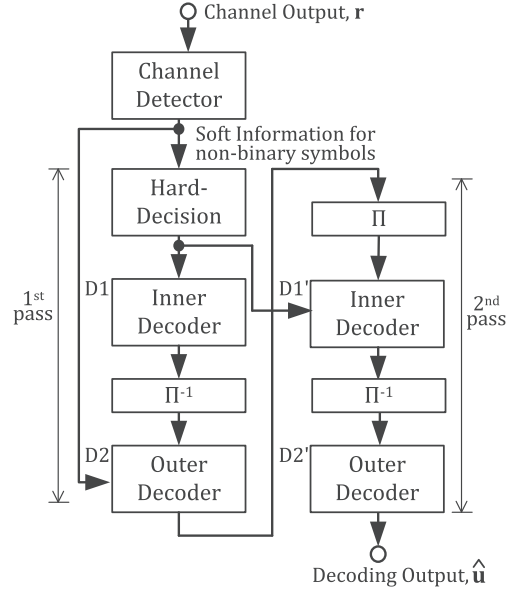 Channel Output, r
Channel
Detector
Soft Information for
non-binary symbols
Hard-
Decision
1st
pass
D1
Inner
Decoder
Π-1
D2
Outer
Decoder
Π
D1'
Inner
Decoder
2nd
pass
Π-1
D2'
Outer
Decoder
Decoding Output, û